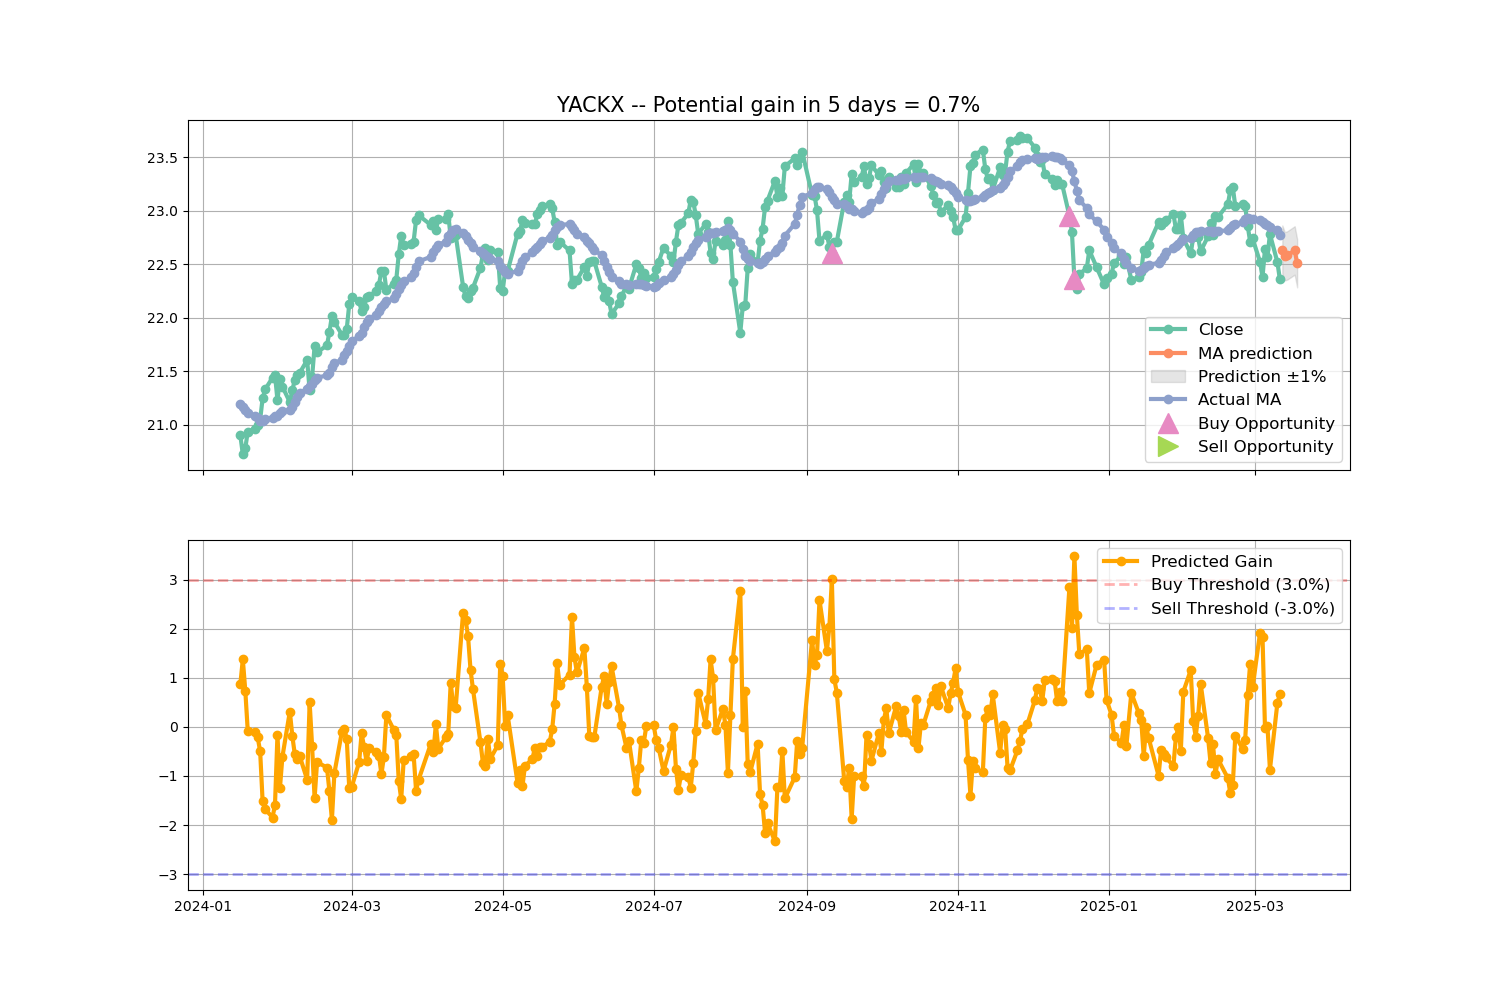 YACKX -- Potential gain in 5 days = 0.7%
23.5
23.0
22.5
22.0
21.5
21.0
Close
MA prediction
Prediction ±1%
Actual MA
Buy Opportunity
Sell Opportunity
3
2
1
0
−1
−2
−3
Predicted Gain
Buy Threshold (3.0%)
Sell Threshold (-3.0%)
2024-01 2024-03 2024-05 2024-07 2024-09 2024-11 2025-01 2025-03